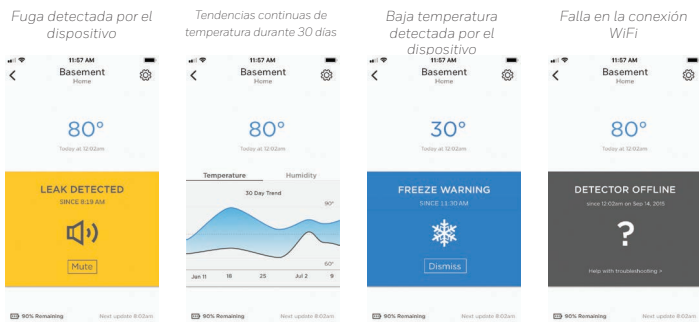 Fuga detectada por el
dispositivo
11:57 AM
Basement
Home
80°
Today at 12:02am
LEAK DETECTED
SINCE 8:19 AM
Mute
90% Remaining
Next update 8:02am
Tendencias continuas de
temperatura durante 30 días
11:57 AM
Basement
Home
80°
Today at 12:02am
Temperature
Humidity
30 Day Trend
90°
60°
Jan 11
18
25
Jul 2
9
90% Remaining
Next update 8:02am
Baja temperatura
detectada por el
dispositivo
11:57 AM
Basement
Home
30°
Today at 12:02am
FREEZE WARNING
SINCE 11:30 AM
Dismiss
90% Remaining
Next update 8:02am
Falla en la conexión
WiFi
11:57 AM
Basement
Home
80°
Today at 12:02am
DETECTOR OFFLINE
since 12:02am on Sep 14, 2015
?
Help with troubleshooting >
90% Remaining
Next update 8:02am